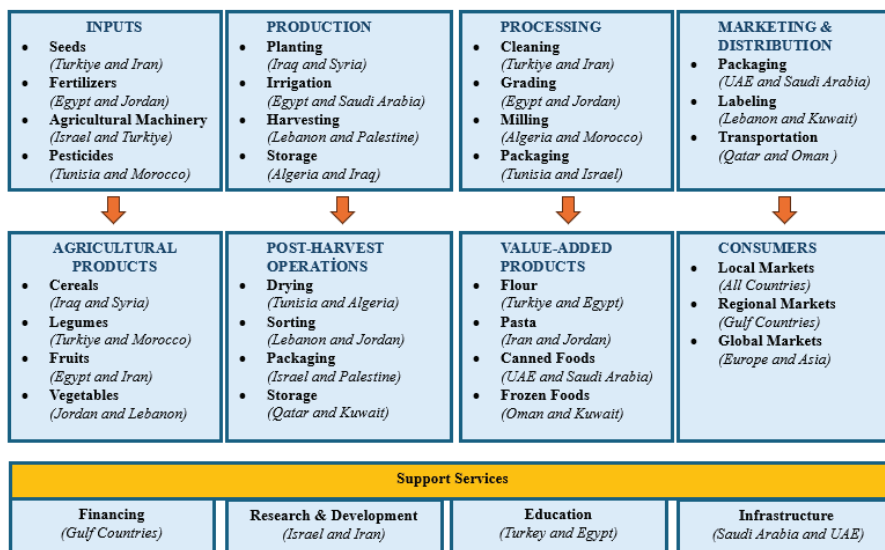 INPUTS
• Seeds
(Turkiye and Iran)
• Fertilizers
(Egypt and Jordan)
• Agricultural Machinery
(Israel and Turkiye)
• Pesticides
(Tunisia and Morocco)
PRODUCTION
• Planting
(Iraq and Syria)
• Irrigation
(Egypt and Saudi Arabia)
• Harvesting
(Lebanon and Palestine)
• Storage
(Algeria and Iraq)
PROCESSING
• Cleaning
(Turkiye and Iran)
• Grading
(Egypt and Jordan)
• Milling
(Algeria and Morocco)
• Packaging
(Tunisia and Israel)
MARKETING &
DISTRIBUTION
• Packaging
(UAE and Saudi Arabia)
• Labeling
(Lebanon and Kuwait)
• Transportation
(Qatar and Oman )
AGRICULTURAL
PRODUCTS
• Cereals
(Iraq and Syria)
• Legumes
(Turkiye and Morocco)
• Fruits
(Egypt and Iran)
• Vegetables
(Jordan and Lebanon)
POST-HARVEST
OPERATİONS
• Drying
(Tunisia and Algeria)
• Sorting
(Lebanon and Jordan)
• Packaging
(Israel and Palestine)
• Storage
(Qatar and Kuwait)
VALUE-ADDED
PRODUCTS
• Flour
(Turkiye and Egypt)
• Pasta
(Iran and Jordan)
• Canned Foods
(UAE and Saudi Arabia)
• Frozen Foods
(Oman and Kuwait)
CONSUMERS
• Local Markets
(All Countries)
• Regional Markets
(Gulf Countries)
• Global Markets
(Europe and Asia)
Support Services
Financing
(Gulf Countries)
Research & Development
(Israel and Iran)
Education
(Turkey and Egypt)
Infrastructure
(Saudi Arabia and UAE)